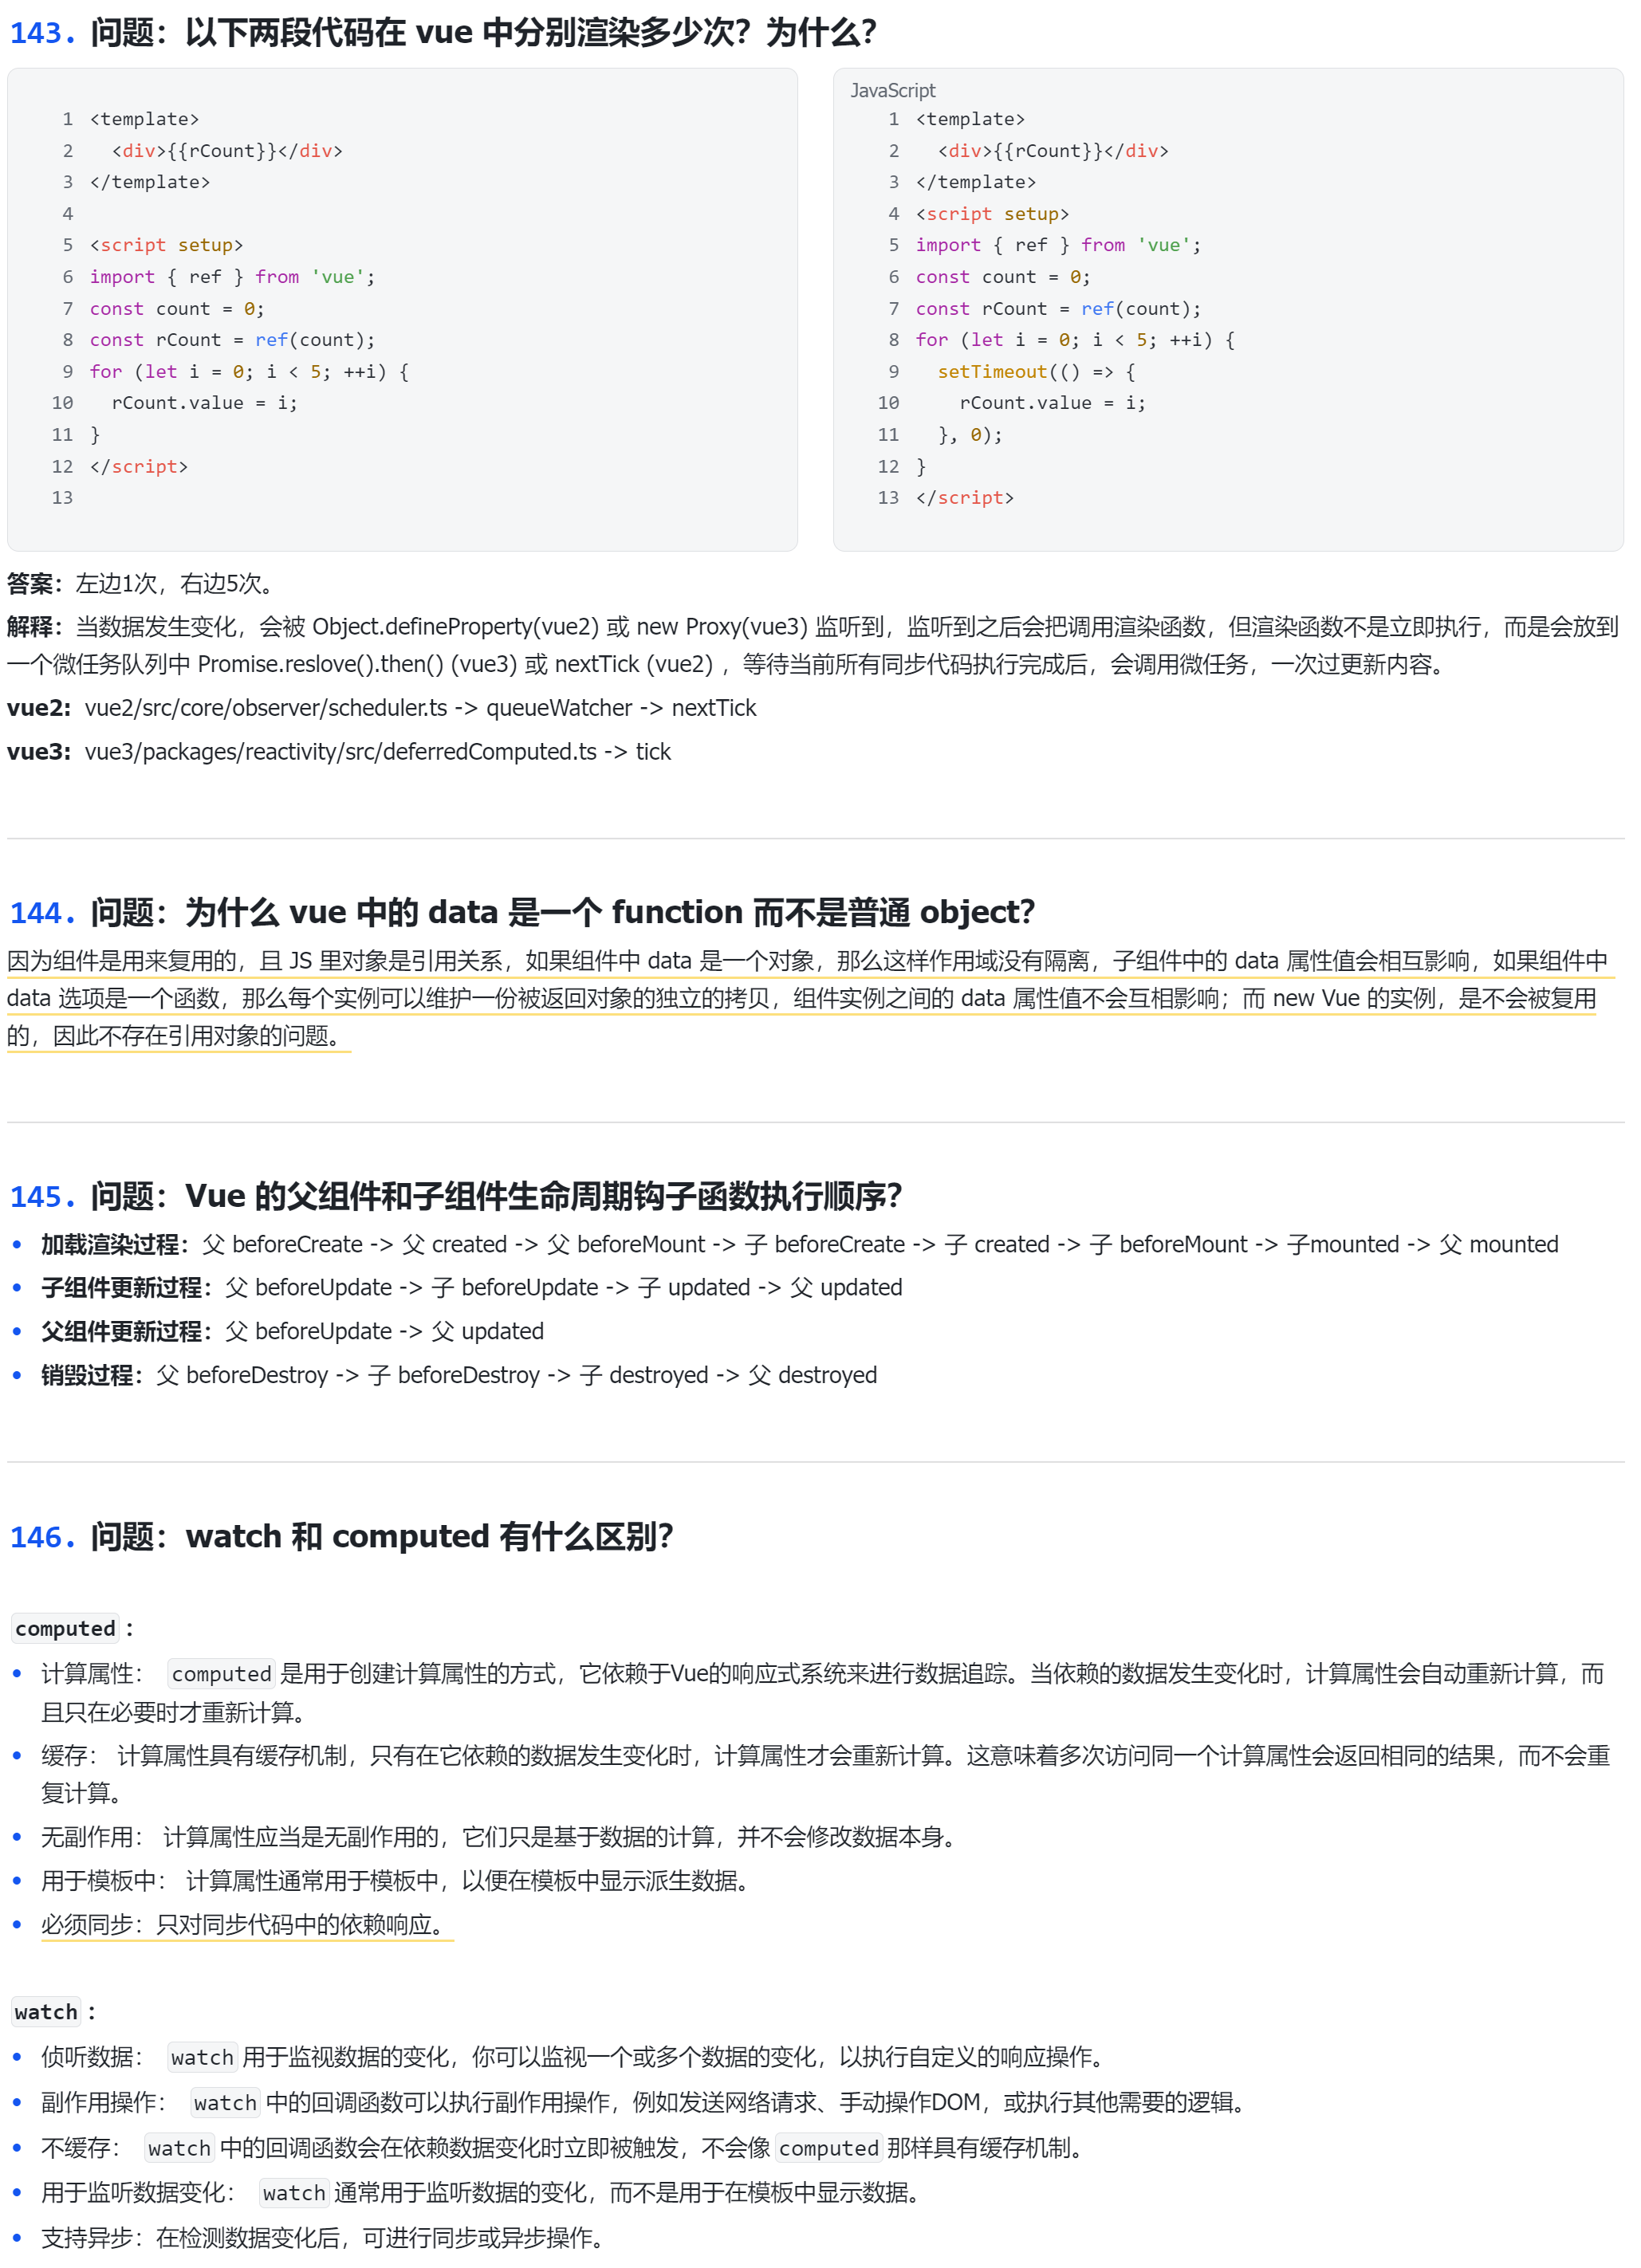 143. 问题：以下两段代码在 vue 中分别渲染多少次？为什么？
1 <template>
2   <div>{{rCount}}</div>
3 </template>
4
5 <script setup>
6 import { ref } from 'vue';
7 const count = 0;
8 const rCount = ref(count);
9 for (let i = 0; i < 5; ++i) {
10   rCount.value = i;
11 }
12 </script>
13
JavaScript
1 <template>
2   <div>{{rCount}}</div>
3 </template>
4 <script setup>
5 import { ref } from 'vue';
6 const count = 0;
7 const rCount = ref(count);
8 for (let i = 0; i < 5; ++i) {
9   setTimeout(() => {
10     rCount.value = i;
11   }, 0);
12 }
13 </script>
答案：左边1次，右边5次。
解释：当数据发生变化，会被 Object.defineProperty(vue2) 或 new Proxy(vue3) 监听到，监听到之后会把调用渲染函数，但渲染函数不是立即执行，而是会放到
一个微任务队列中 Promise.reslove().then() (vue3) 或 nextTick (vue2) ，等待当前所有同步代码执行完成后，会调用微任务，一次过更新内容。
vue2: vue2/src/core/observer/scheduler.ts -> queueWatcher -> nextTick
vue3: vue3/packages/reactivity/src/deferredComputed.ts -> tick
144. 问题：为什么 vue 中的 data 是一个 function 而不是普通 object？
因为组件是用来复用的，且 JS 里对象是引用关系，如果组件中 data 是一个对象，那么这样作用域没有隔离，子组件中的 data 属性值会相互影响，如果组件中
data 选项是一个函数，那么每个实例可以维护一份被返回对象的独立的拷贝，组件实例之间的 data 属性值不会互相影响；而 new Vue 的实例，是不会被复用
的，因此不存在引用对象的问题。
145. 问题：Vue 的父组件和子组件生命周期钩子函数执行顺序？
• 加载渲染过程：父 beforeCreate -> 父 created -> 父 beforeMount -> 子 beforeCreate -> 子 created -> 子 beforeMount -> 子mounted -> 父 mounted
• 子组件更新过程：父 beforeUpdate -> 子 beforeUpdate -> 子 updated -> 父 updated
• 父组件更新过程：父 beforeUpdate -> 父 updated
• 销毁过程：父 beforeDestroy -> 子 beforeDestroy -> 子 destroyed -> 父 destroyed
146. 问题：watch 和 computed 有什么区别？
computed：
• 计算属性： computed 是用于创建计算属性的方式，它依赖于Vue的响应式系统来进行数据追踪。当依赖的数据发生变化时，计算属性会自动重新计算，而
且只在必要时才重新计算。
• 缓存： 计算属性具有缓存机制，只有在它依赖的数据发生变化时，计算属性才会重新计算。这意味着多次访问同一个计算属性会返回相同的结果，而不会重
复计算。
• 无副作用： 计算属性应当是无副作用的，它们只是基于数据的计算，并不会修改数据本身。
• 用于模板中： 计算属性通常用于模板中，以便在模板中显示派生数据。
• 必须同步：只对同步代码中的依赖响应。
watch：
• 侦听数据： watch 用于监视数据的变化，你可以监视一个或多个数据的变化，以执行自定义的响应操作。
• 副作用操作： watch 中的回调函数可以执行副作用操作，例如发送网络请求、手动操作DOM，或执行其他需要的逻辑。
• 不缓存： watch 中的回调函数会在依赖数据变化时立即被触发，不会像 computed 那样具有缓存机制。
• 用于监听数据变化： watch 通常用于监听数据的变化，而不是用于在模板中显示数据。
• 支持异步：在检测数据变化后，可进行同步或异步操作。